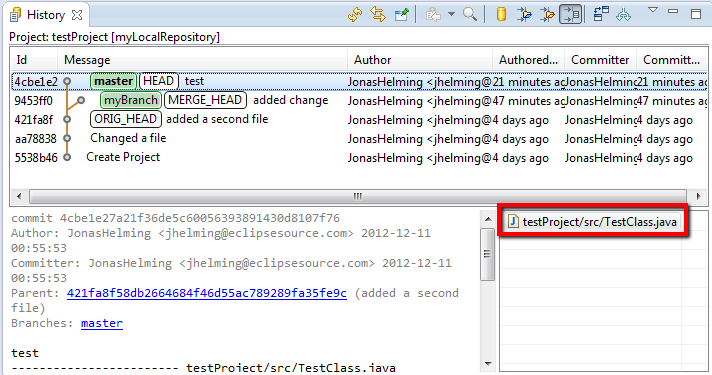 History
Project: testProject [myLocalRepository]
Id Message Author Authored... Committer Committ...
4cbe1e2 master HEAD test JonasHelming <jhelming@ 21 minutes ag JonasHelming 21 minutes ag
9453ff0 myBranch MERGE_HEAD added change JonasHelming <jhelming@ 47 minutes ag JonasHelming 47 minutes ag
421fa8f ORIG_HEAD added a second file JonasHelming <jhelming@ 4 days ago JonasHelming 4 days ago
aa78838 Changed a file JonasHelming <jhelming@ 4 days ago JonasHelming 4 days ago
5538b46 Create Project JonasHelming <jhelming@ 4 days ago JonasHelming 4 days ago
commit 4cbe1e27a21f36de5c60056393891430d8107f76
Author: JonasHelming <jhelming@eclipsesource.com> 2012-12-11
00:55:53
Committer: JonasHelming <jhelming@eclipsesource.com> 2012-12-11
00:55:53
Parent: 421fa8f58db2664684f46d55ac789289fa35fe9c (added a second
file)
Branches: master
test
------------------------ testProject/src/TestClass.java
testProject/src/TestClass.java